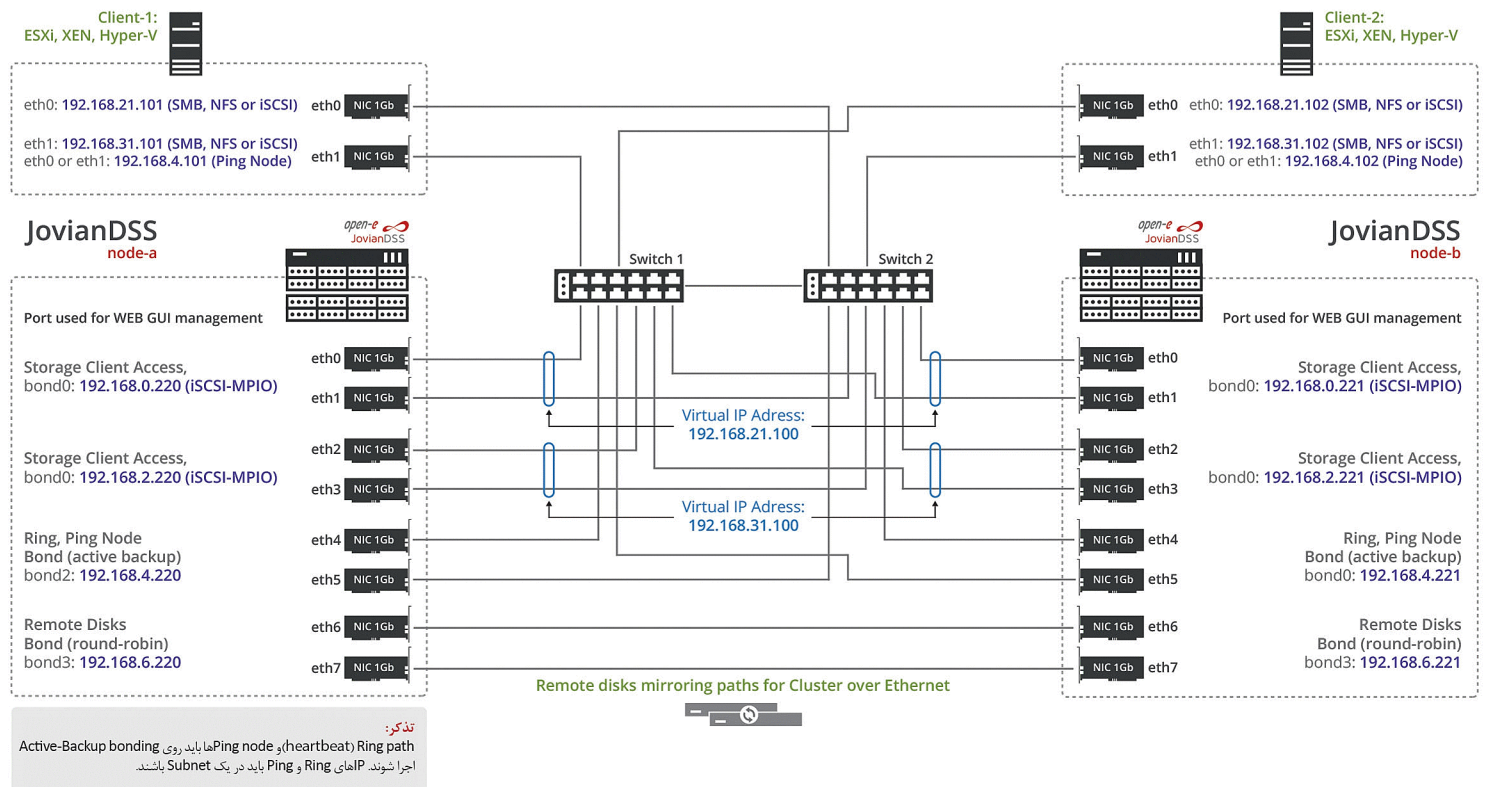 Client-1:
ESXi, XEN, Hyper-V
eth0: 192.168.21.101 (SMB, NFS or iSCSI)
eth0
NIC 1Gb
eth1: 192.168.31.101 (SMB, NFS or iSCSI)
eth0 or eth1: 192.168.4.101 (Ping Node)
eth1
NIC 1Gb
Client-2:
ESXi, XEN, Hyper-V
NIC 1Gb
eth0
eth0: 192.168.21.102 (SMB, NFS or iSCSI)
NIC 1Gb
eth1
eth1: 192.168.31.102 (SMB, NFS or iSCSI)
eth0 or eth1: 192.168.4.102 (Ping Node)
JovianDSS
node-a
open-e
JovianDSS
Port used for WEB GUI management
Storage Client Access,
bond0: 192.168.0.220 (iSCSI-MPIO)
eth0
NIC 1Gb
eth1
NIC 1Gb
Storage Client Access,
bond0: 192.168.2.220 (iSCSI-MPIO)
eth2
NIC 1Gb
eth3
NIC 1Gb
Ring, Ping Node
Bond (active backup)
bond2: 192.168.4.220
eth4
NIC 1Gb
eth5
NIC 1Gb
Remote Disks
Bond (round-robin)
bond3: 192.168.6.220
eth6
NIC 1Gb
eth7
NIC 1Gb
Switch 1
Switch 2
Virtual IP Adress:
192.168.21.100
Virtual IP Adress:
192.168.31.100
Remote disks mirroring paths for Cluster over Ethernet
open-e
JovianDSS
JovianDSS
node-b
Port used for WEB GUI management
NIC 1Gb
eth0
NIC 1Gb
eth1
Storage Client Access,
bond0: 192.168.0.221 (iSCSI-MPIO)
NIC 1Gb
eth2
NIC 1Gb
eth3
Storage Client Access,
bond0: 192.168.2.221 (iSCSI-MPIO)
NIC 1Gb
eth4
NIC 1Gb
eth5
Ring, Ping Node
Bond (active backup)
bond0: 192.168.4.221
NIC 1Gb
eth6
NIC 1Gb
eth7
Remote Disks
Bond (round-robin)
bond3: 192.168.6.221
تذکر:
Ring path (heartbeat)و Ping nodeها باید روی Active-Backup bonding
اجرا شوند. IPهای Ring و Ping باید در یک Subnet باشند.